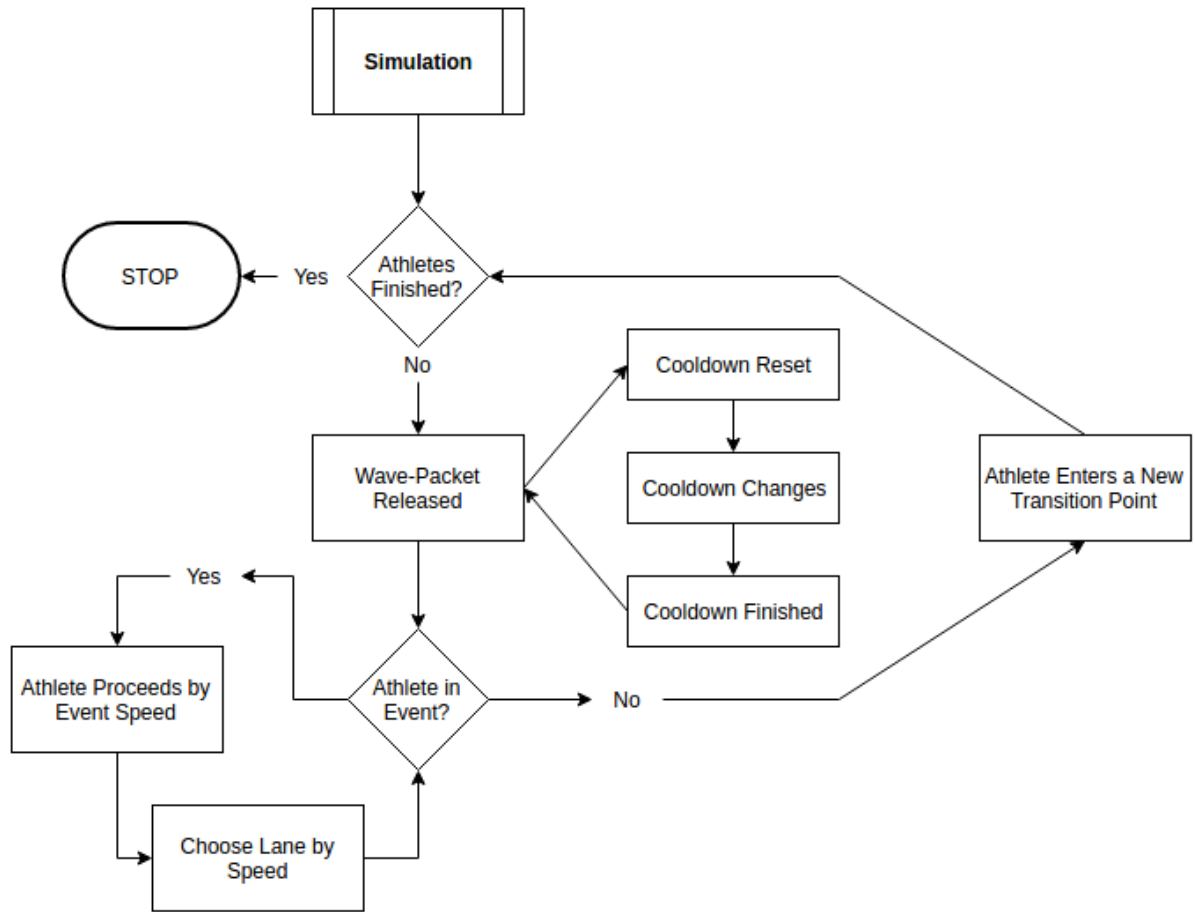 Simulation
Athletes
Finished?
Yes
STOP
No
Cooldown Reset
Wave-Packet
Released
Cooldown Changes
Athlete Enters a New
Transition Point
Cooldown Finished
Yes
Athlete Proceeds by
Event Speed
Athlete in
Event?
No
Choose Lane by
Speed